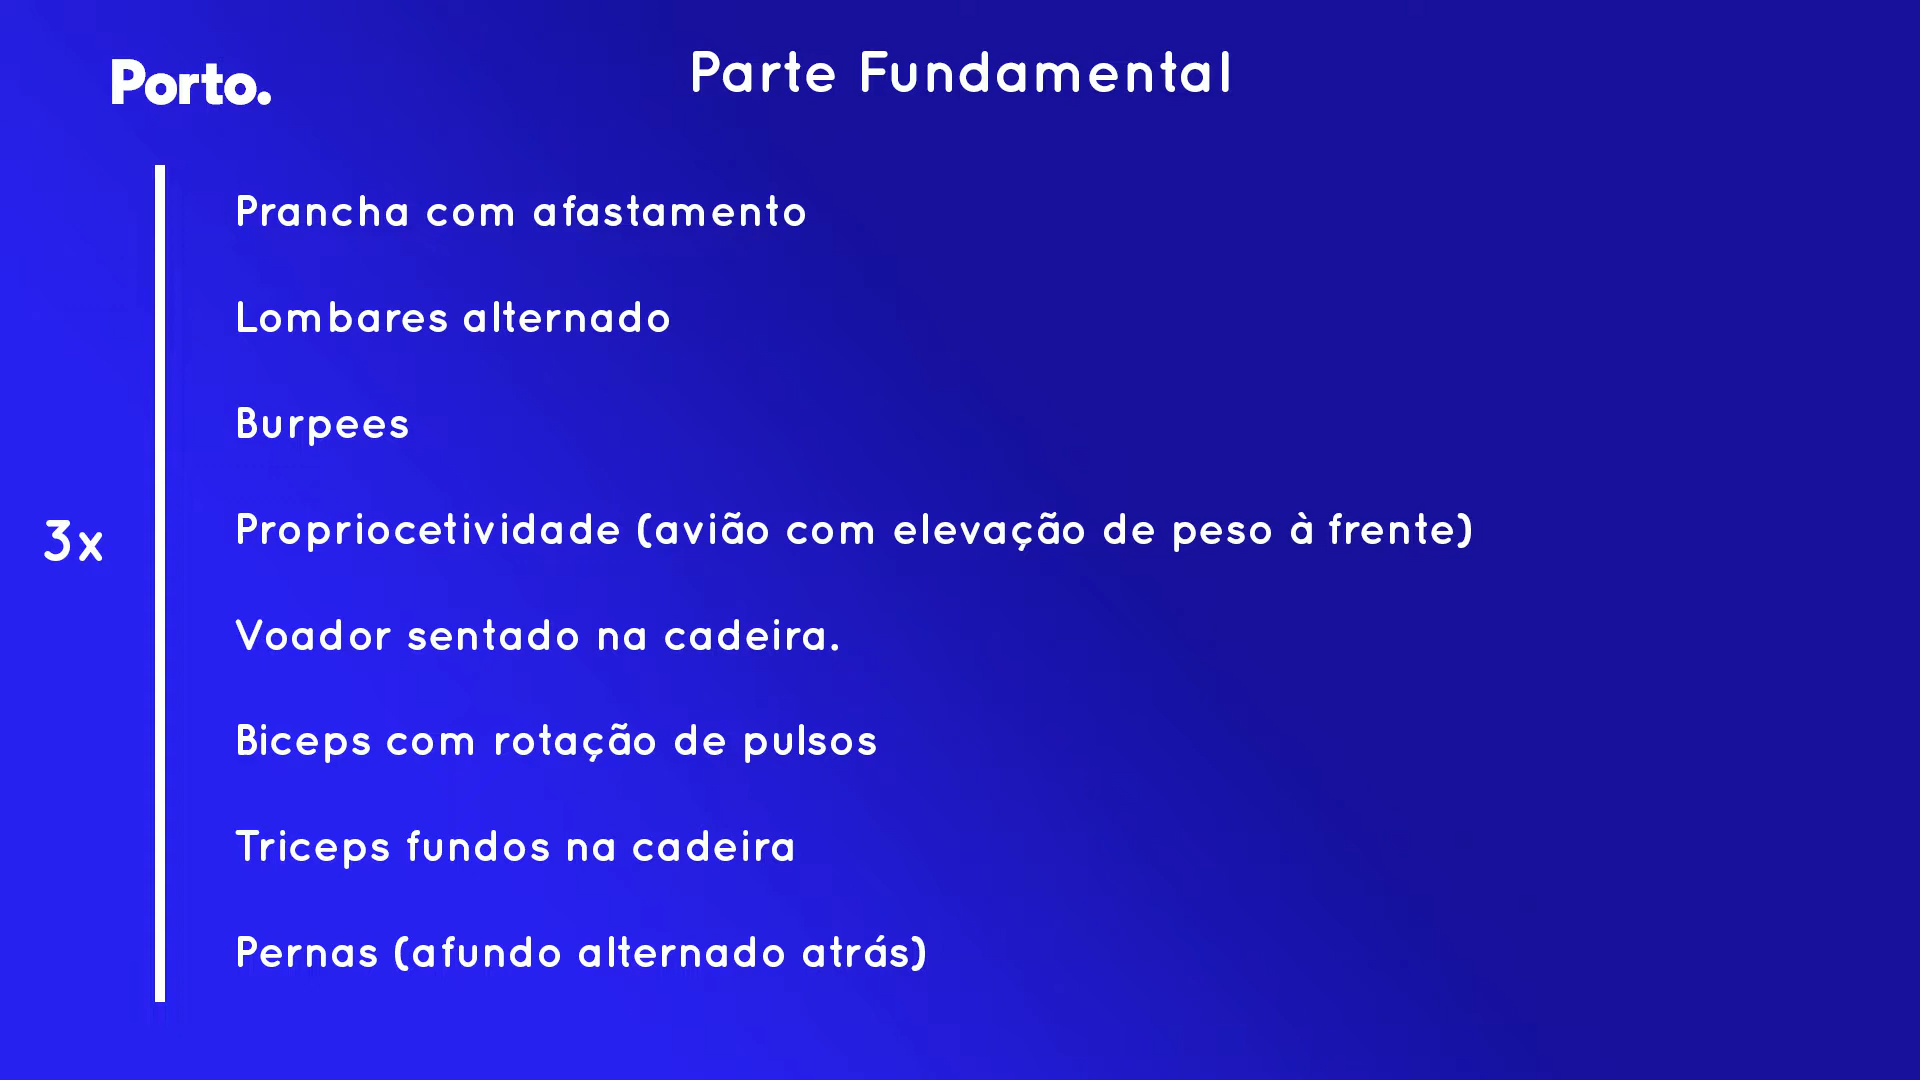 Porto.
Parte Fundamental
Prancha com afastamento
Lombares alternado
Burpees
3x
Propriocetividade (avião com elevação de peso à frente)
Voador sentado na cadeira.
Biceps com rotação de pulsos
Triceps fundos na cadeira
Pernas (afundo alternado atrás)